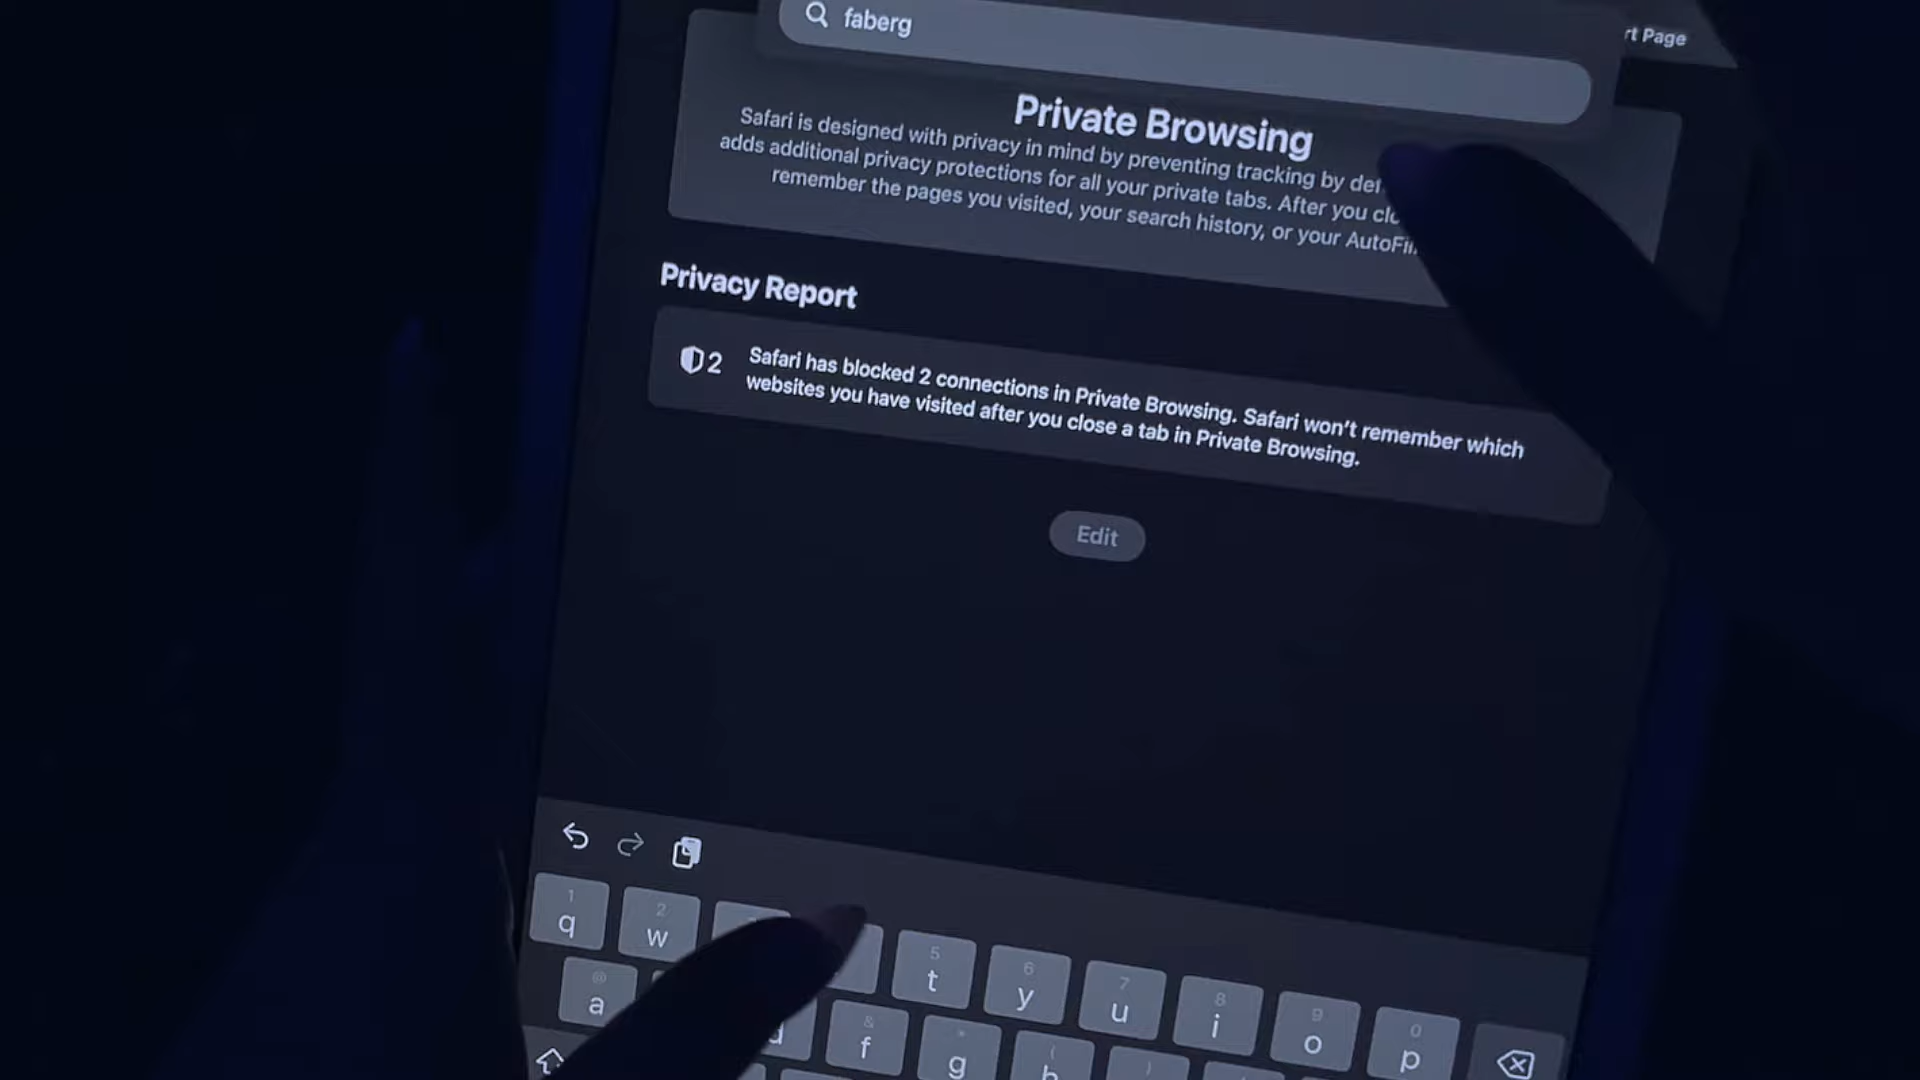 faberg
rt Page
Private Browsing
Safari is designed with privacy in mind by preventing tracking by
adds additional privacy protections for all your private tabs. After you
remember the pages you visited, your search history, or your
Privacy Report
2
Safari has blocked 2 connections in Private Browsing. Safari won't remember which
websites you have visited after you close a tab in Private Browsing.
Edit
1 2 5 6 7 8 9 0
q w t y u i o p
@ & *
a d f g h